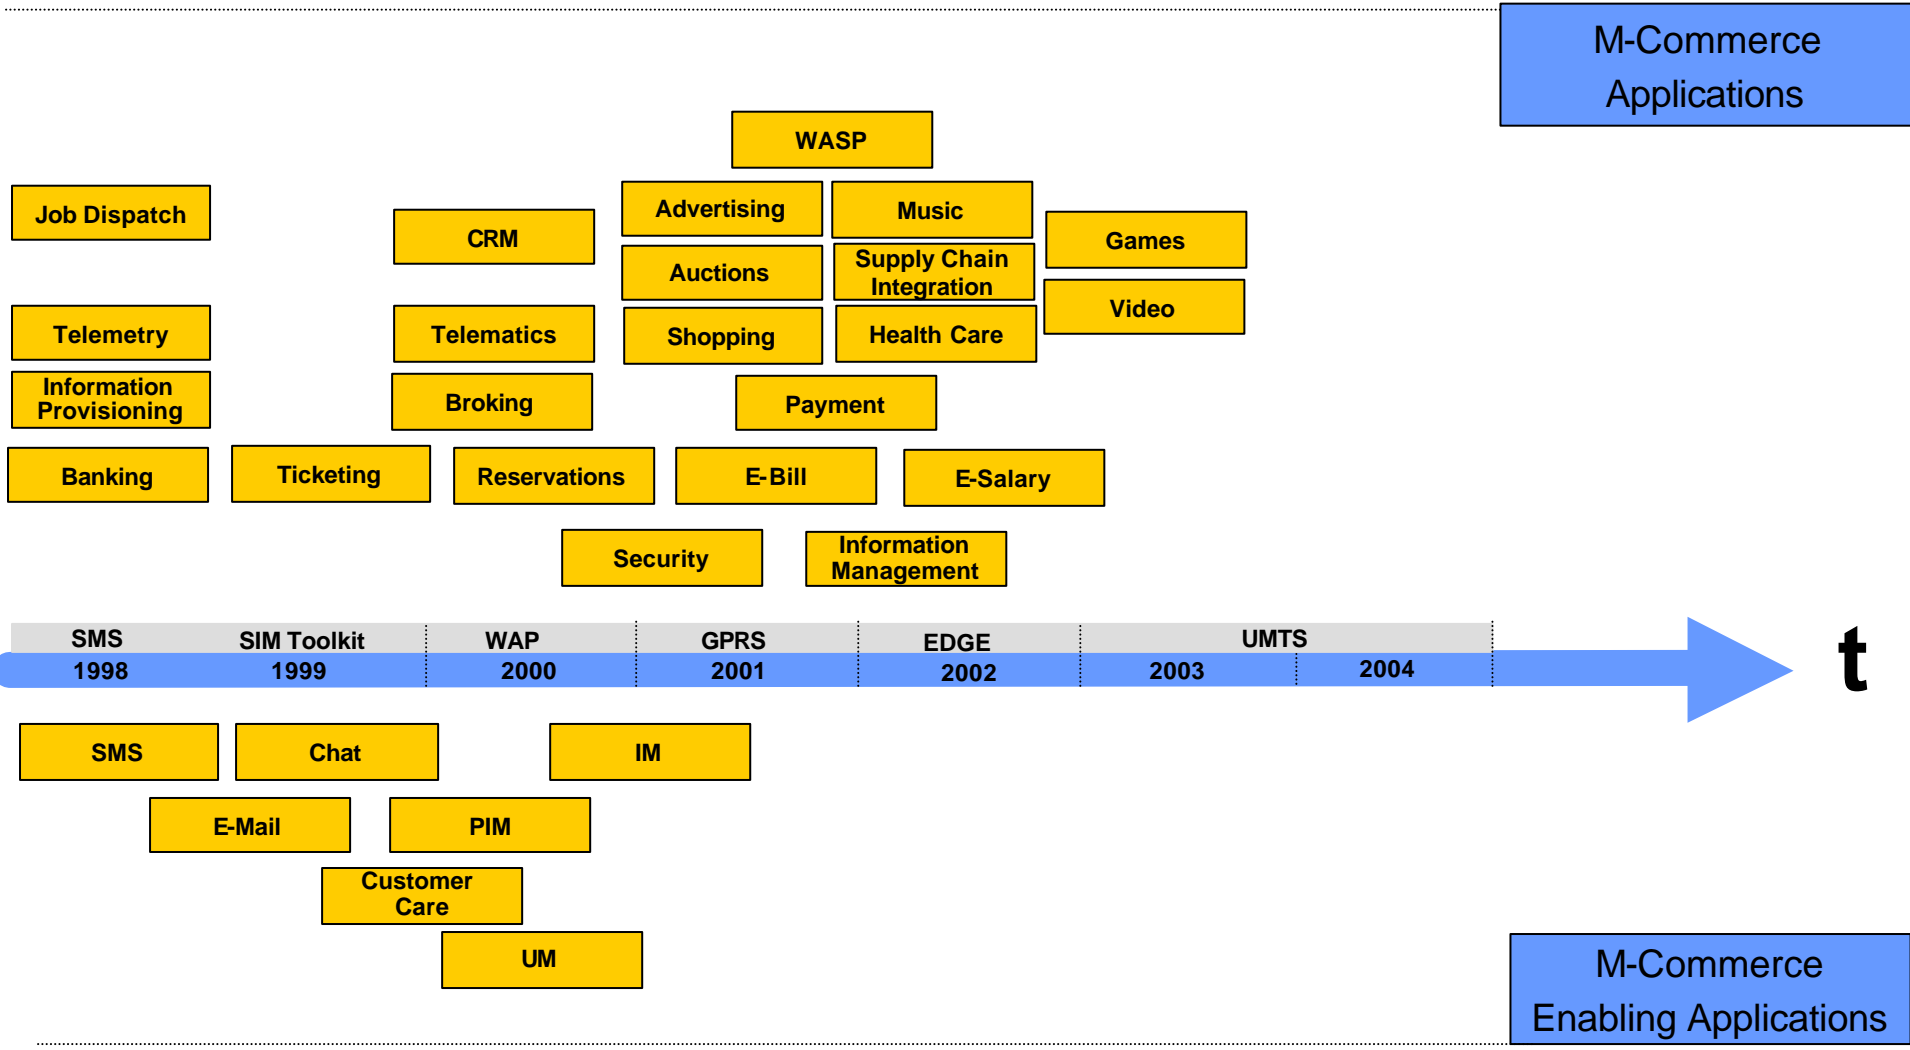 M-Commerce
Applications
WASP
Job Dispatch
CRM
Advertising
Music
Games
Auctions
Supply Chain
Integration
Video
Telemetry
Telematics
Shopping
Health Care
Information
Provisioning
Broking
Payment
Banking
Ticketing
Reservations
E-Bill
E-Salary
Security
Information
Management
SMS
SIM Toolkit
WAP
GPRS
EDGE
UMTS
1998
1999
2000
2001
2002
2003
2004
t
SMS
Chat
IM
E-Mail
PIM
Customer
Care
UM
M-Commerce
Enabling Applications